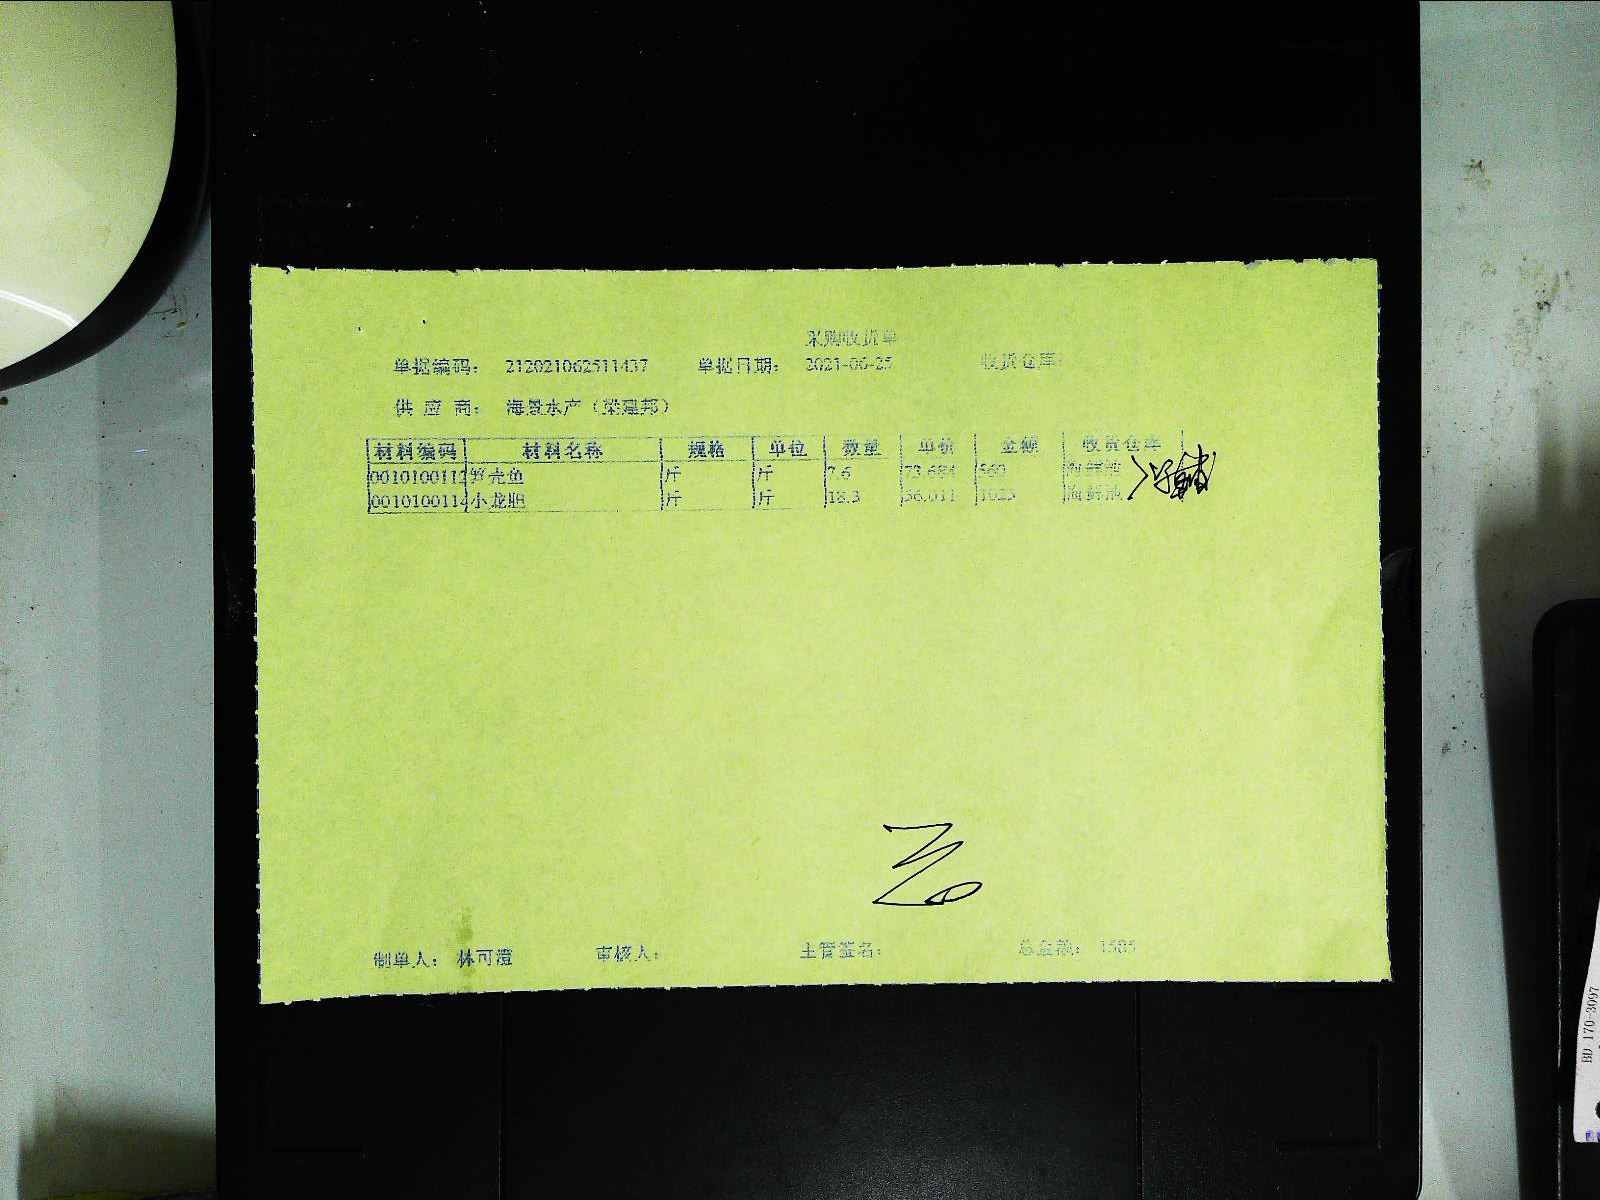 采购收货单
单据编码： 212021062511437 单据日期： 2021-06-25 收货仓库：
供 应 商： 海景水产（梁建邦）
材料编码 材料名称 规格 单位 数量 单价 金额 收货仓库
0010100112 笋壳鱼 斤 斤 7.6 73.684 560 海鲜池
0010100114 小龙胆 斤 斤 18.3 56.011 1025 海鲜池
制单人： 林可澄 审核人： 主管签名： 总金额： 1585
BD-170-3097